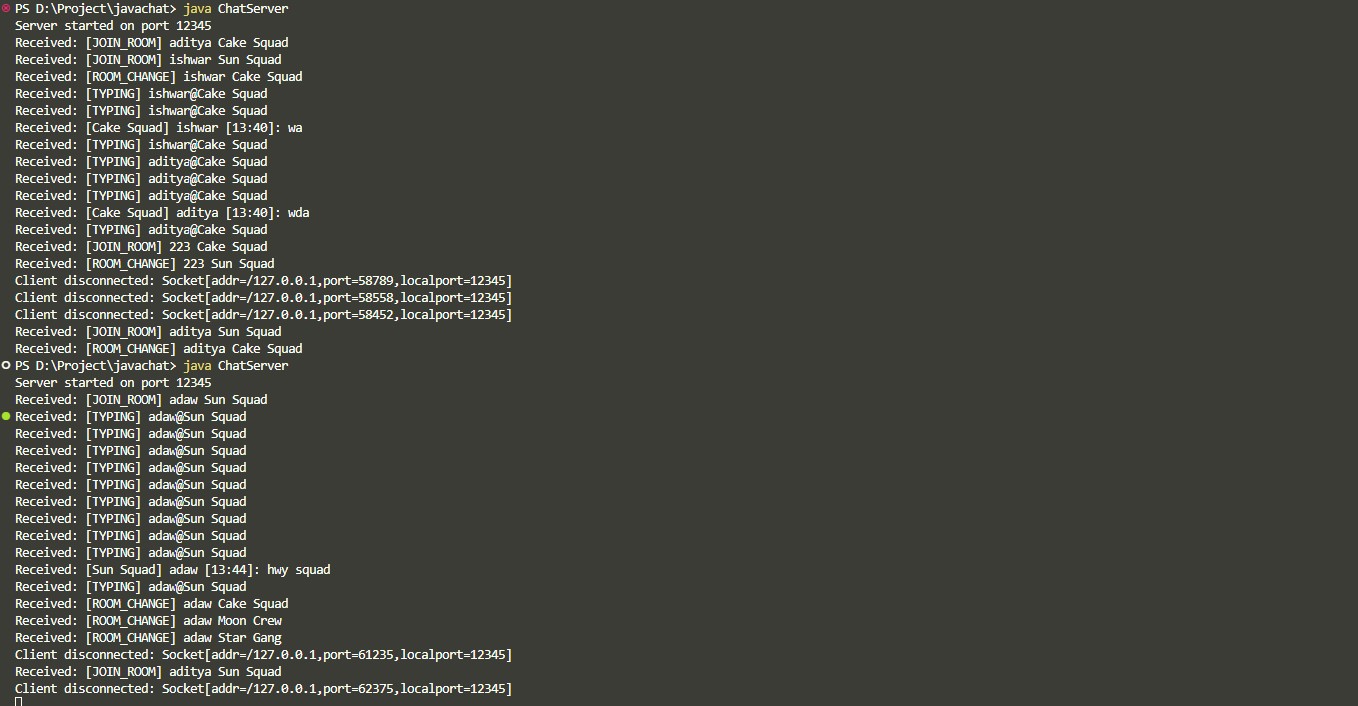 PS D:\Project\javachat> java ChatServer
Server started on port 12345
Received: [JOIN_ROOM] aditya Cake Squad
Received: [JOIN_ROOM] ishwar Sun Squad
Received: [ROOM_CHANGE] ishwar Cake Squad
Received: [TYPING] ishwar@Cake Squad
Received: [TYPING] ishwar@Cake Squad
Received: [Cake Squad] ishwar [13:40]: wa
Received: [TYPING] ishwar@Cake Squad
Received: [TYPING] aditya@Cake Squad
Received: [TYPING] aditya@Cake Squad
Received: [TYPING] aditya@Cake Squad
Received: [Cake Squad] aditya [13:40]: wda
Received: [TYPING] aditya@Cake Squad
Received: [JOIN_ROOM] 223 Cake Squad
Received: [ROOM_CHANGE] 223 Sun Squad
Client disconnected: Socket[addr=/127.0.0.1,port=58789,localport=12345]
Client disconnected: Socket[addr=/127.0.0.1,port=58558,localport=12345]
Client disconnected: Socket[addr=/127.0.0.1,port=58452,localport=12345]
Received: [JOIN_ROOM] aditya Sun Squad
Received: [ROOM_CHANGE] aditya Cake Squad
PS D:\Project\javachat> java ChatServer
Server started on port 12345
Received: [JOIN_ROOM] adaw Sun Squad
Received: [TYPING] adaw@Sun Squad
Received: [TYPING] adaw@Sun Squad
Received: [TYPING] adaw@Sun Squad
Received: [TYPING] adaw@Sun Squad
Received: [TYPING] adaw@Sun Squad
Received: [TYPING] adaw@Sun Squad
Received: [TYPING] adaw@Sun Squad
Received: [TYPING] adaw@Sun Squad
Received: [TYPING] adaw@Sun Squad
Received: [Sun Squad] adaw [13:44]: hwy squad
Received: [TYPING] adaw@Sun Squad
Received: [ROOM_CHANGE] adaw Cake Squad
Received: [ROOM_CHANGE] adaw Moon Crew
Received: [ROOM_CHANGE] adaw Star Gang
Client disconnected: Socket[addr=/127.0.0.1,port=61235,localport=12345]
Received: [JOIN_ROOM] aditya Sun Squad
Client disconnected: Socket[addr=/127.0.0.1,port=62375,localport=12345]